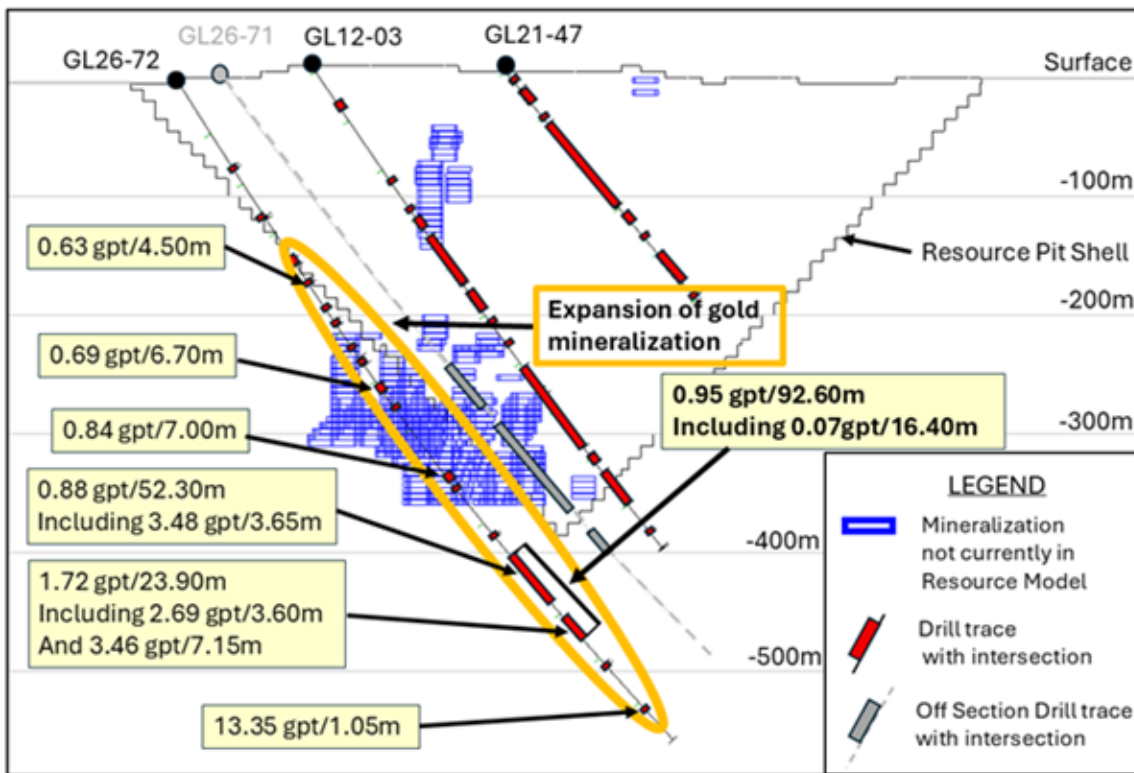 GL26-71
GL12-03
GL21-47
GL26-72
Surface
-100m
Resource Pit Shell
-200m
0.63 gpt/4.50m
Expansion of gold
mineralization
0.69 gpt/6.70m
0.95 gpt/92.60m
Including 0.07gpt/16.40m
0.84 gpt/7.00m
-300m
0.88 gpt/52.30m
Including 3.48 gpt/3.65m
-400m
1.72 gpt/23.90m
Including 2.69 gpt/3.60m
And 3.46 gpt/7.15m
-500m
13.35 gpt/1.05m
LEGEND
Mineralization
not currently in
Resource Model
Drill trace
with intersection
Off Section Drill trace
with intersection